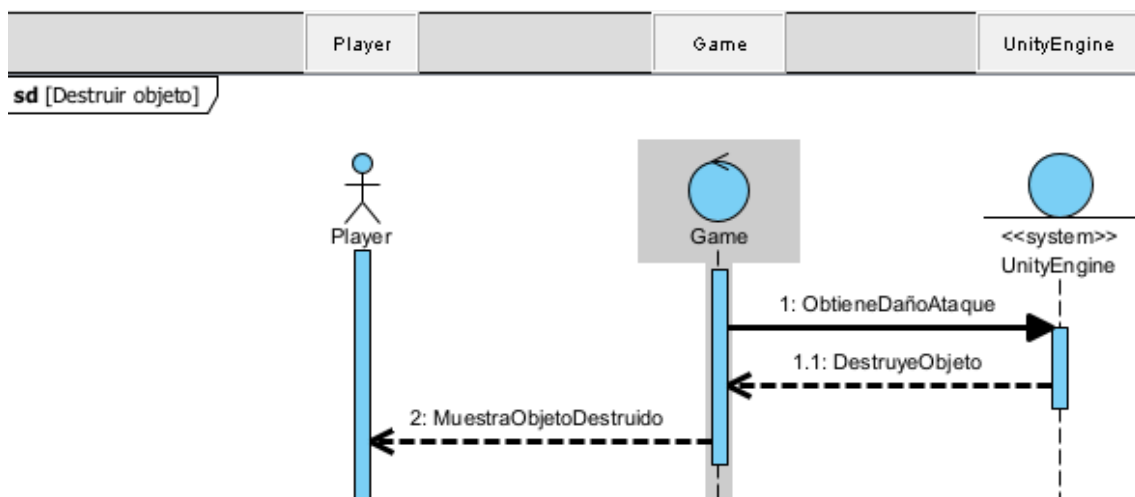 Player Game UnityEngine
sd [Destruir objeto]
Player Game <<system>>
UnityEngine
1: ObtieneDañoAtaque
1.1: DestruyeObjeto
2: MuestraObjetoDestruido